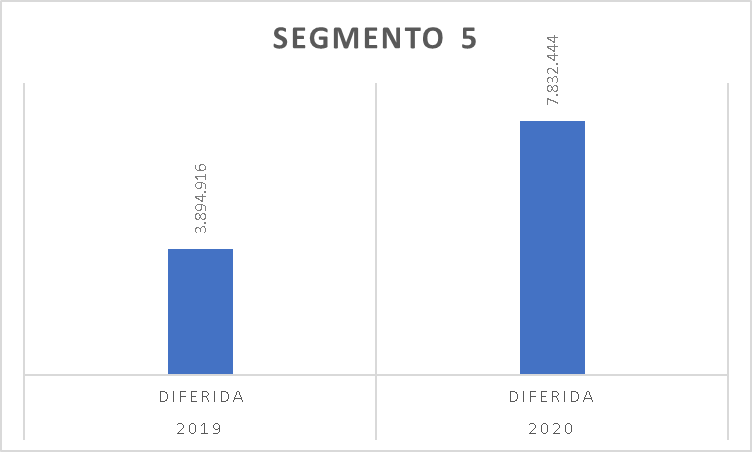 SEGMENTO 5
3.894.916
7.832.444
DIFERIDA
DIFERIDA
2019
2020